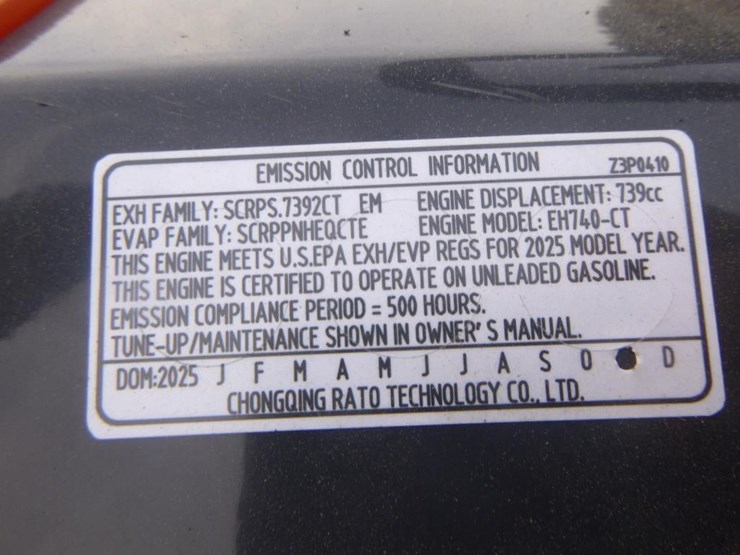 EMISSION CONTROL INFORMATION Z3P0410
EXH FAMILY: SCRPS.7392CT EM ENGINE DISPLACEMENT: 739cc
EVAP FAMILY: SCRPPNHEQCTE ENGINE MODEL: EH740-CT
THIS ENGINE MEETS U.S.EPA EXH/EVP REGS FOR 2025 MODEL YEAR.
THIS ENGINE IS CERTIFIED TO OPERATE ON UNLEADED GASOLINE.
EMISSION COMPLIANCE PERIOD = 500 HOURS.
TUNE-UP/MAINTENANCE SHOWN IN OWNER'S MANUAL.
DOM:2025 J F M A M J J A S O D
CHONGQING RATO TECHNOLOGY CO., LTD.